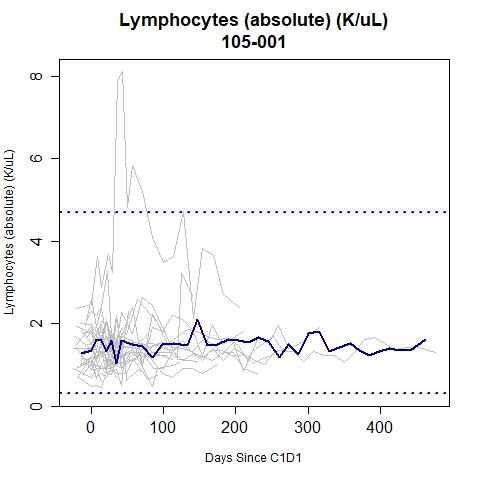 Lymphocytes (absolute) (K/uL)
105-001
Lymphocytes (absolute) (K/uL)
8
6
4
2
0
0 100 200 300 400
Days Since C1D1